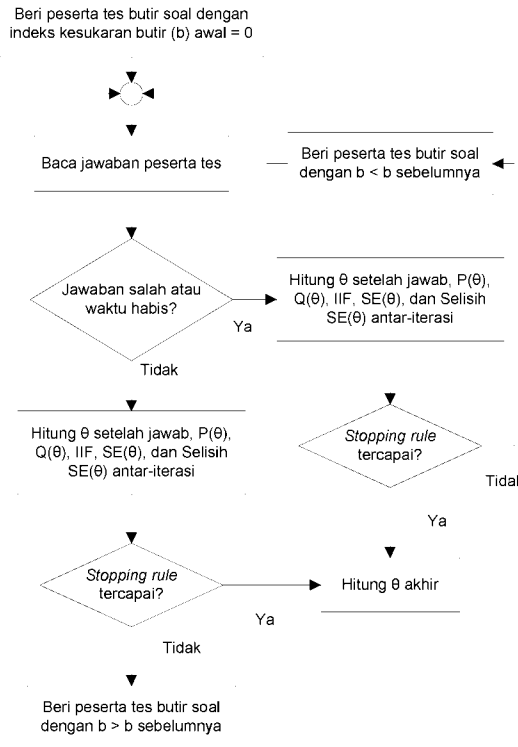 Beri peserta tes butir soal dengan
indeks kesukaran butir (b) awal = 0
Baca jawaban peserta tes
Beri peserta tes butir soal
dengan b < b sebelumnya
Jawaban salah atau
waktu habis?
Ya
Tidak
Hitung θ setelah jawab, P(θ),
Q(θ), IIF, SE(θ), dan Selisih
SE(θ) antar-iterasi
Hitung θ setelah jawab, P(θ),
Q(θ), IIF, SE(θ), dan Selisih
SE(θ) antar-iterasi
Stopping rule
tercapai?
Tidak
Ya
Stopping rule
tercapai?
Ya
Tidak
Hitung θ akhir
Beri peserta tes butir soal
dengan b > b sebelumnya